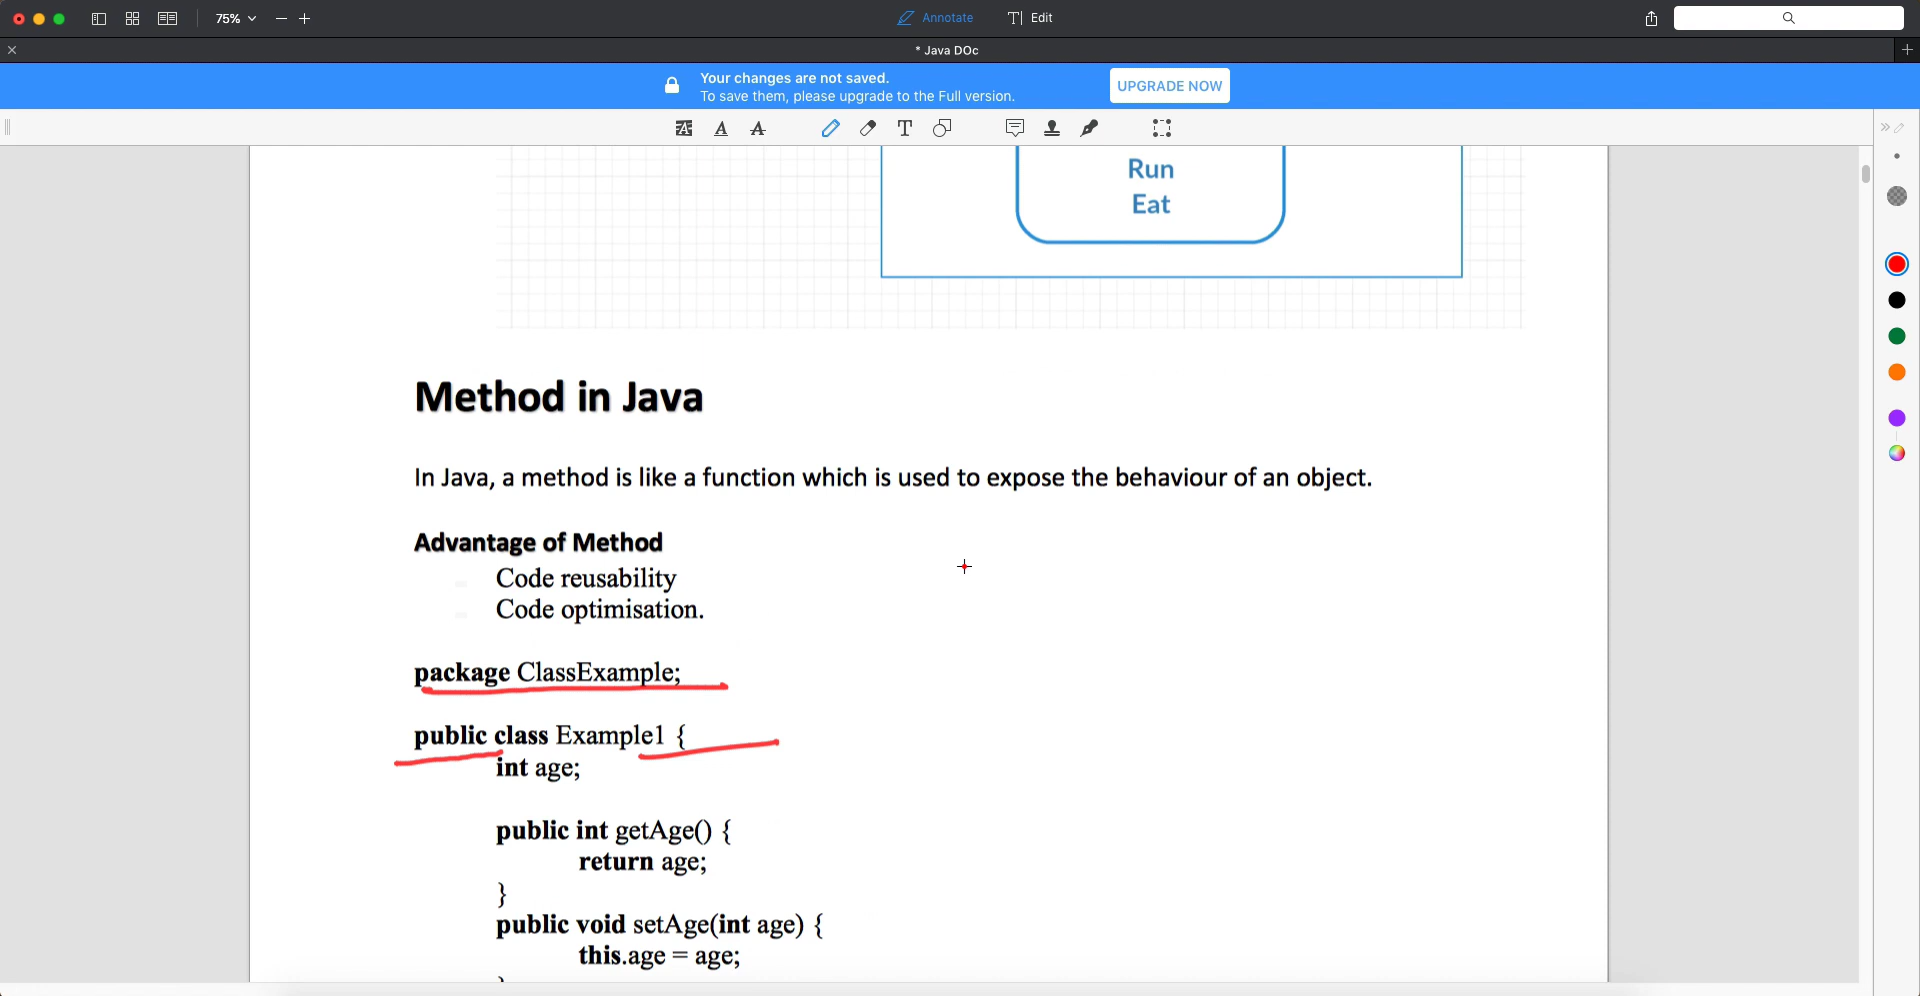 75%
Annotate
Edit
* Java DOc
Your changes are not saved.
To save them, please upgrade to the Full version.
UPGRADE NOW
Run
Eat
Method in Java
In Java, a method is like a function which is used to expose the behaviour of an object.
Advantage of Method
Code reusability
Code optimisation.
package ClassExample;
public class Example1 {
int age;
public int getAge() {
return age;
}
public void setAge(int age) {
this.age = age;